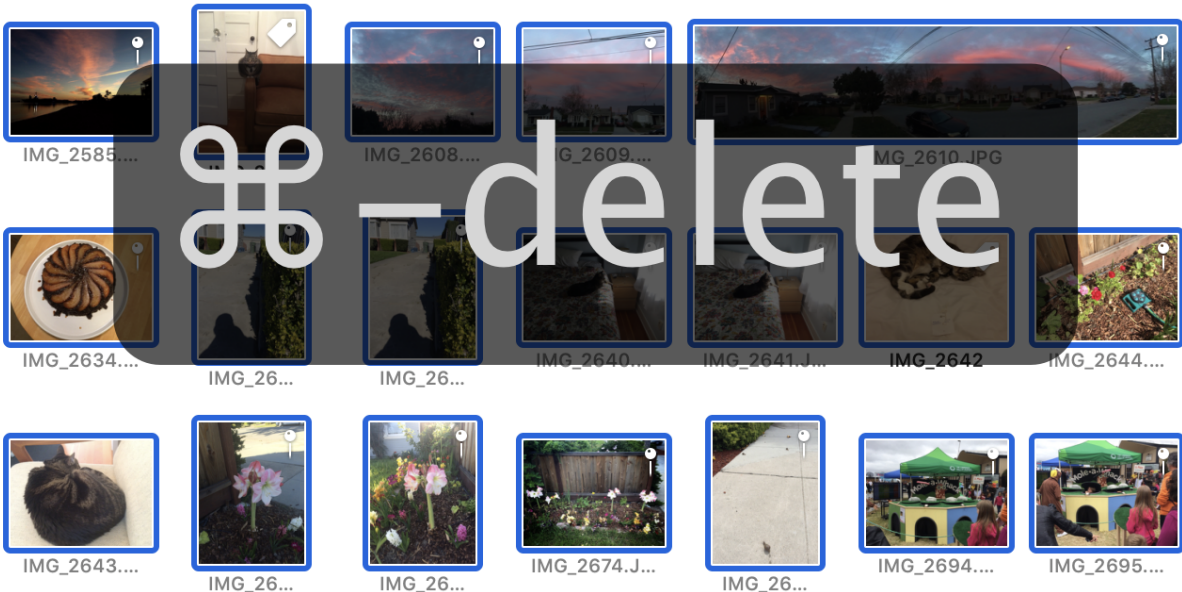 ⌘-delete
IMG_2585....
IMG_2608....
IMG_2609....
IMG_2610.JPG
IMG_2634....
IMG_26...
IMG_26...
IMG_2640....
IMG_2641.J...
IMG_2642
IMG_2644....
IMG_2643....
IMG_26...
IMG_26...
IMG_2674.J...
IMG_26...
IMG_2694....
IMG_2695....